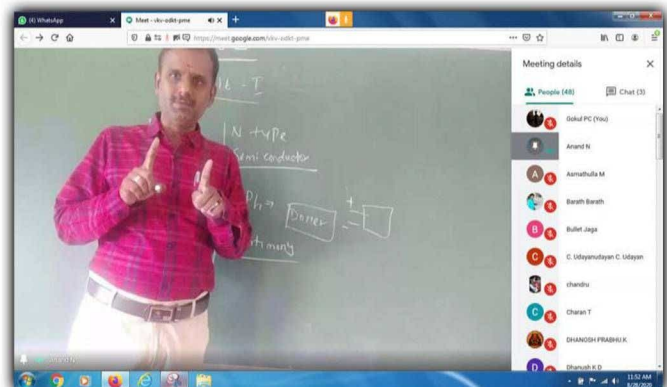 (4) WhatsApp
Meet - vkv-odkt-pme
https://meet.google.com/vkv-odkt-pme
Meeting details
People (48)
Chat (3)
Gokul PC (You)
Anand N
Asmathulla M
Barath Barath
Bullet Jaga
C. Udayanudayan C. Udayan
chandru
Charan T
DHANOSH PRABHU.K
Dhanush K D
N type
Semi conductor
+
-
11:52 AM